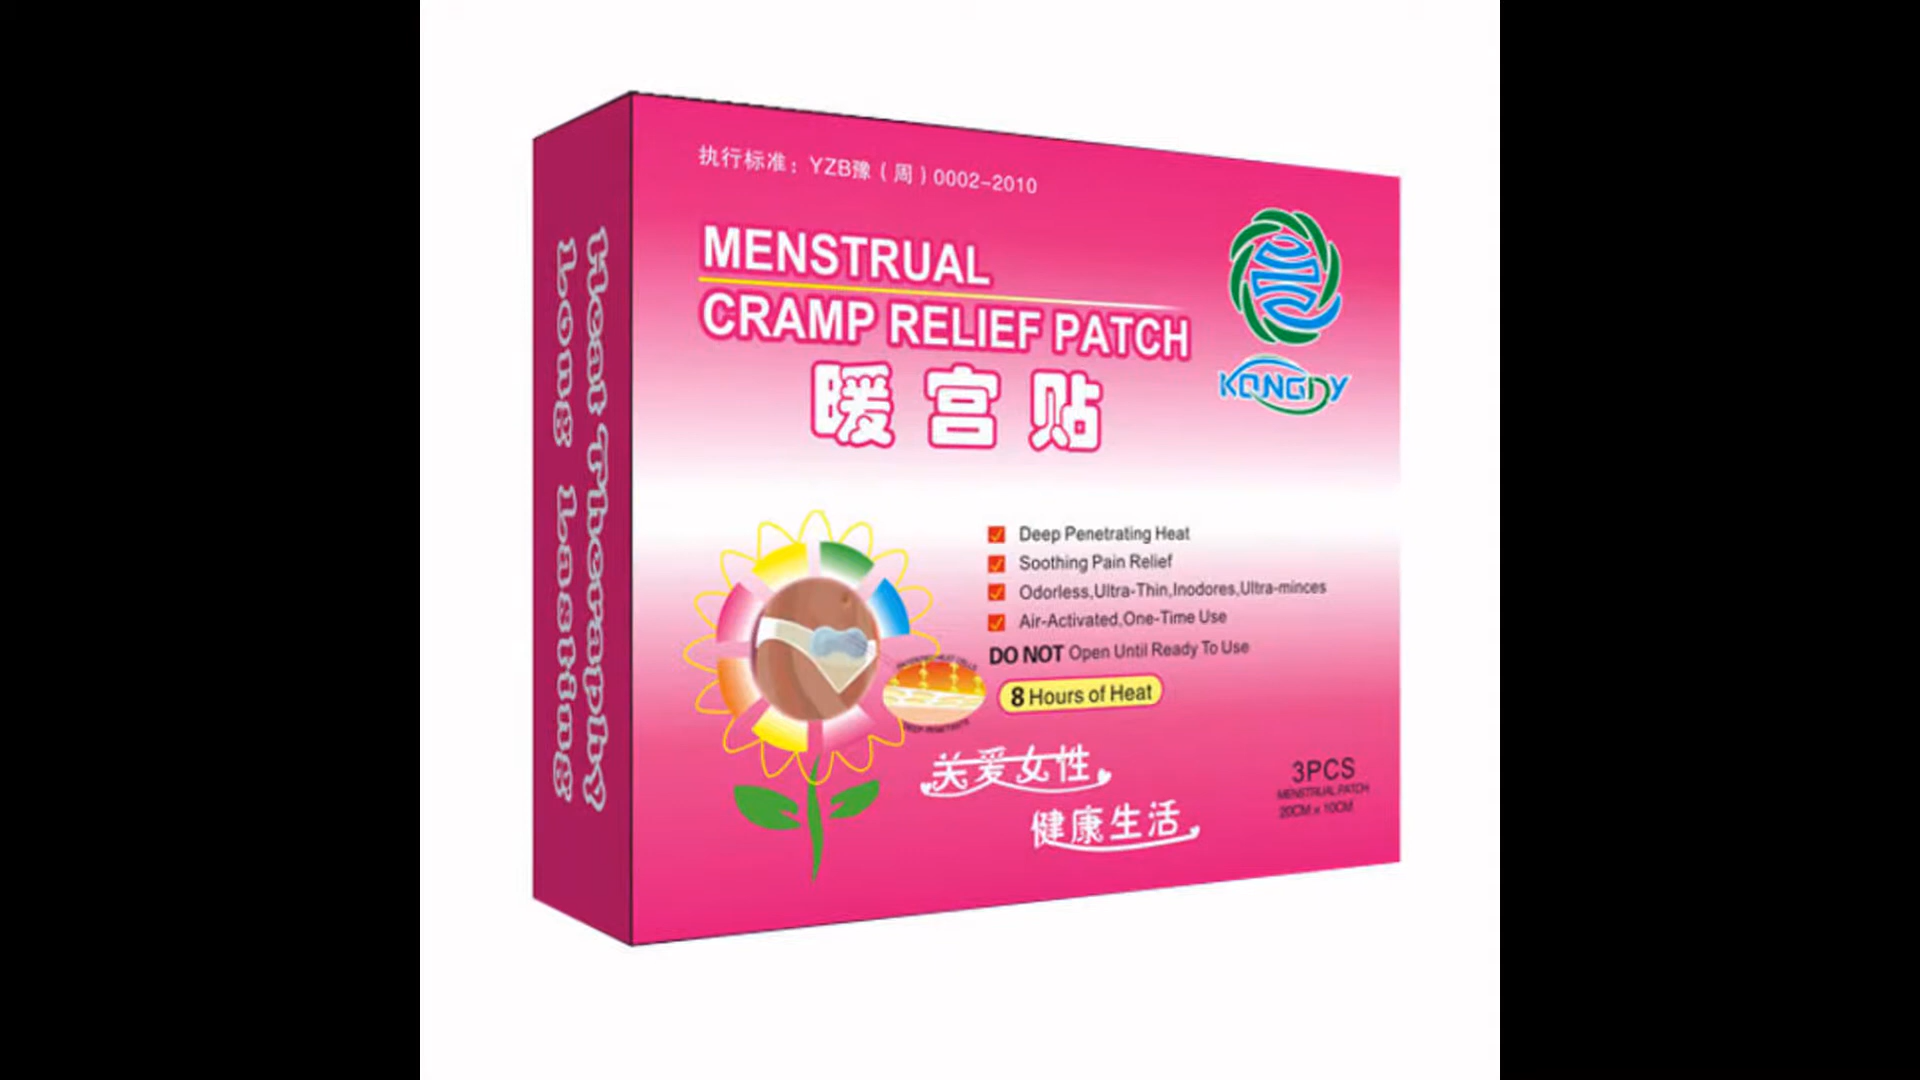 执行标准：YZB豫（周）0002-2010
MENSTRUAL
CRAMP RELIEF PATCH
暖宫贴
KONGDY
Deep Penetrating Heat
Soothing Pain Relief
Odorless,Ultra-Thin,Inodores,Ultra-minces
Air-Activated,One-Time Use
DO NOT Open Until Ready To Use
8 Hours of Heat
关爱女性
健康生活
3PCS
MENSTRUAL PATCH
20CM x 10CM
Heat Theraphy
Long Lasting